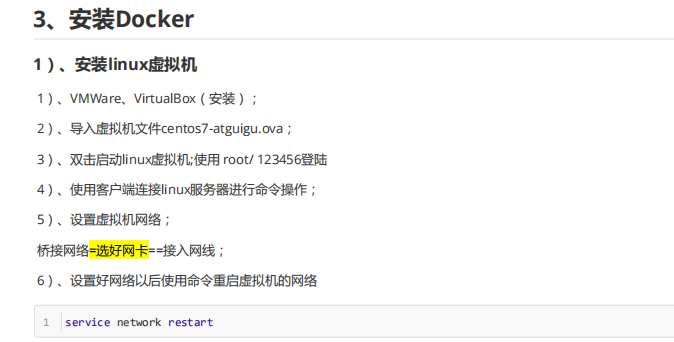 3、安装Docker
1）、安装linux虚拟机
1）、VMWare、VirtualBox（安装）；
2）、导入虚拟机文件centos7-atguigu.ova；
3）、双击启动linux虚拟机;使用 root/ 123456登陆
4）、使用客户端连接linux服务器进行命令操作；
5）、设置虚拟机网络；
桥接网络=选好网卡==接入网线；
6）、设置好网络以后使用命令重启虚拟机的网络
1 service network restart